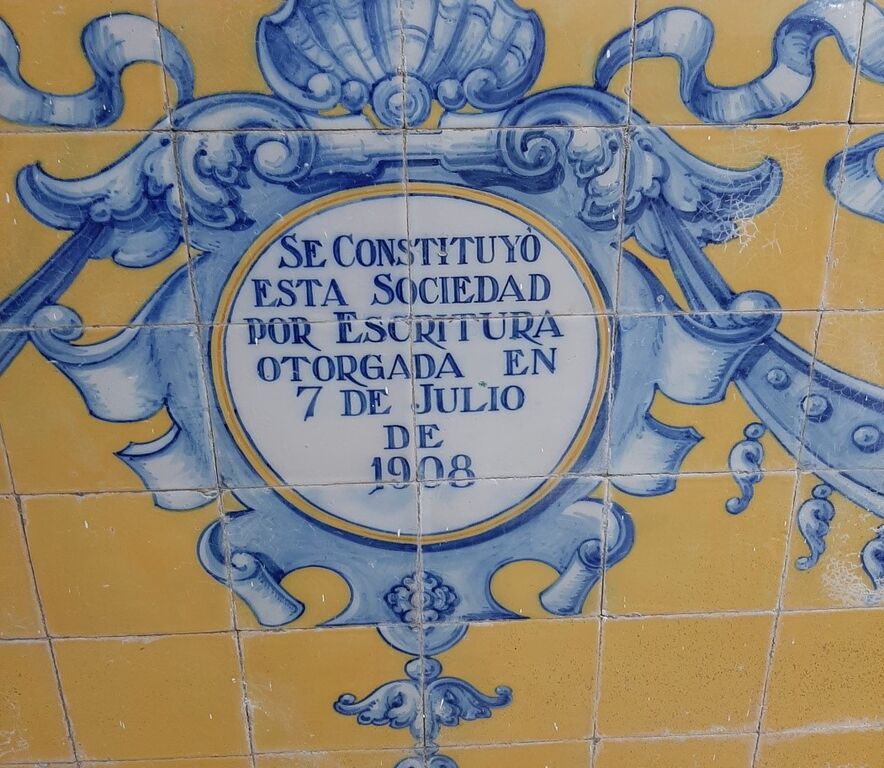 SE CONSTITUYÓ
ESTA SOCIEDAD
POR ESCRITURA
OTORGADA EN
7 DE JULIO
DE
1908